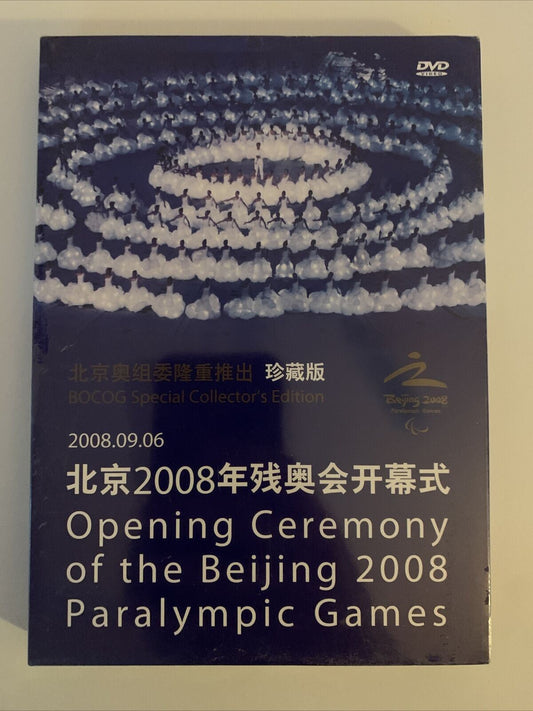 DVD
VIDEO
北京奥组委隆重推出 珍藏版
BOCOG Special Collector's Edition
Beijing 2008
Paralympic Games
2008.09.06
北京2008年残奥会开幕式
Opening Ceremony
of the Beijing 2008
Paralympic Games